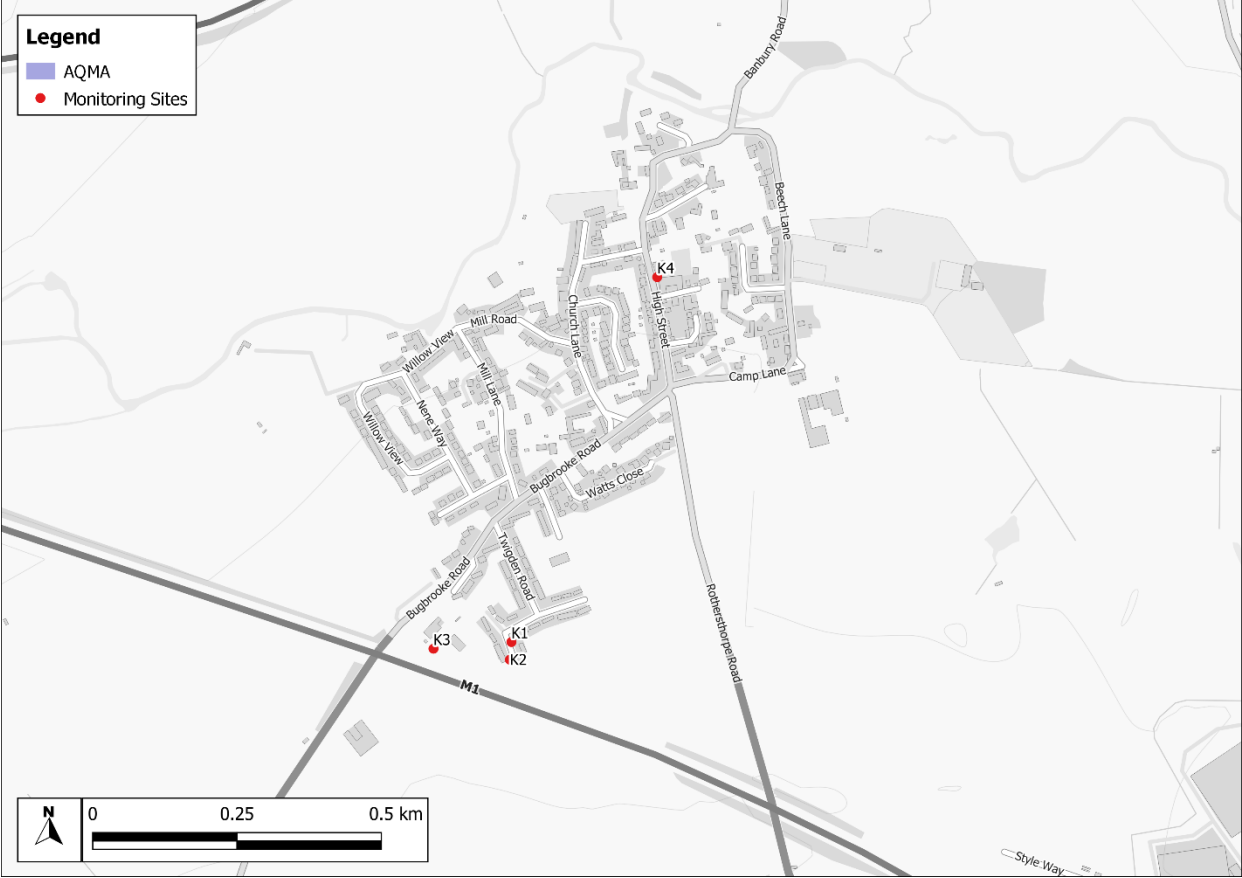 Legend
AQMA
Monitoring Sites
Banbury Road
Beech Lane
K4
High Street
Church Lane
Mill Road
Willow View
Mill Lane
Camp Lane
Nene Way
Willow View
Bugbrooke Road
Watts Close
Twigden Road
Bugbrooke Road
Rothersthorpe Road
K1
K3
K2
M1
N
0 0.25 0.5 km
Style Way